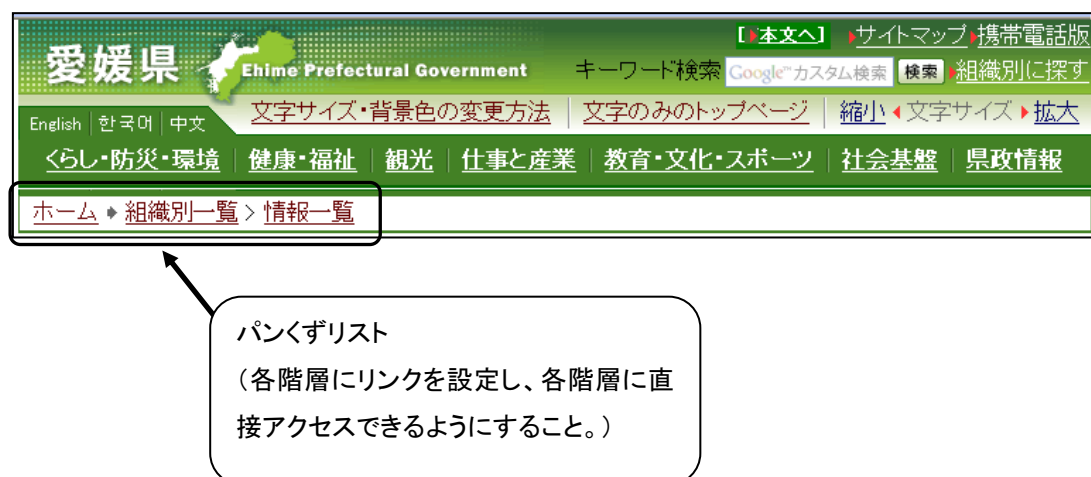 【本文へ】 サイトマップ 携帯電話版
愛媛県 Ehime Prefectural Government キーワード検索 Google™カスタム検索 検索 組織別に探す
English 한국어 中文 文字サイズ・背景色の変更方法 文字のみのトップページ 縮小 文字サイズ 拡大
くらし・防災・環境 健康・福祉 観光 仕事と産業 教育・文化・スポーツ 社会基盤 県政情報
ホーム 組織別一覧 > 情報一覧
パンくずリスト
(各階層にリンクを設定し、各階層に直
接アクセスできるようにすること。)